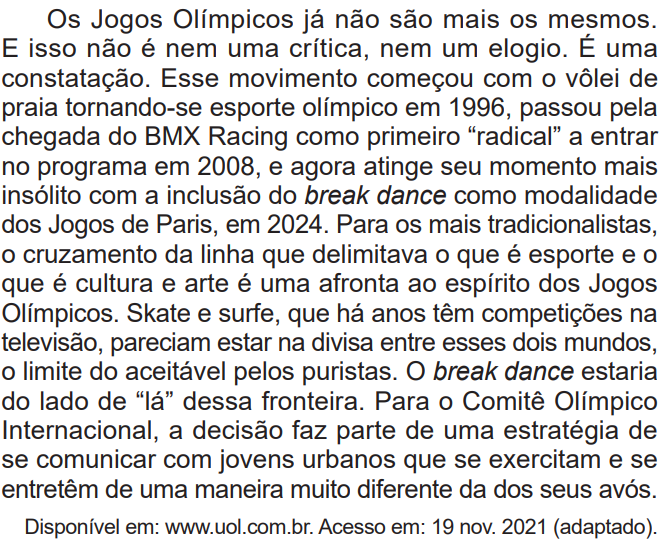 Os Jogos Olímpicos já não são mais os mesmos.
E isso não é nem uma crítica, nem um elogio. É uma
constatação. Esse movimento começou com o vôlei de
praia tornando-se esporte olímpico em 1996, passou pela
chegada do BMX Racing como primeiro “radical” a entrar
no programa em 2008, e agora atinge seu momento mais
insólito com a inclusão do break dance como modalidade
dos Jogos de Paris, em 2024. Para os mais tradicionalistas,
o cruzamento da linha que delimitava o que é esporte e o
que é cultura e arte é uma afronta ao espírito dos Jogos
Olímpicos. Skate e surfe, que há anos têm competições na
televisão, pareciam estar na divisa entre esses dois mundos,
o limite do aceitável pelos puristas. O break dance estaria
do lado de “lá” dessa fronteira. Para o Comitê Olímpico
Internacional, a decisão faz parte de uma estratégia de
se comunicar com jovens urbanos que se exercitam e se
entretêm de uma maneira muito diferente da dos seus avós.
Disponível em: www.uol.com.br. Acesso em: 19 nov. 2021 (adaptado).